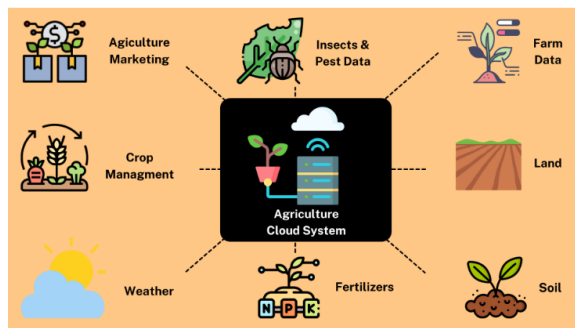 Agiculture
Marketing
Insects &
Pest Data
Farm
Data
Crop
Managment
Agriculture
Cloud System
Land
Weather
N P K
Fertilizers
Soil